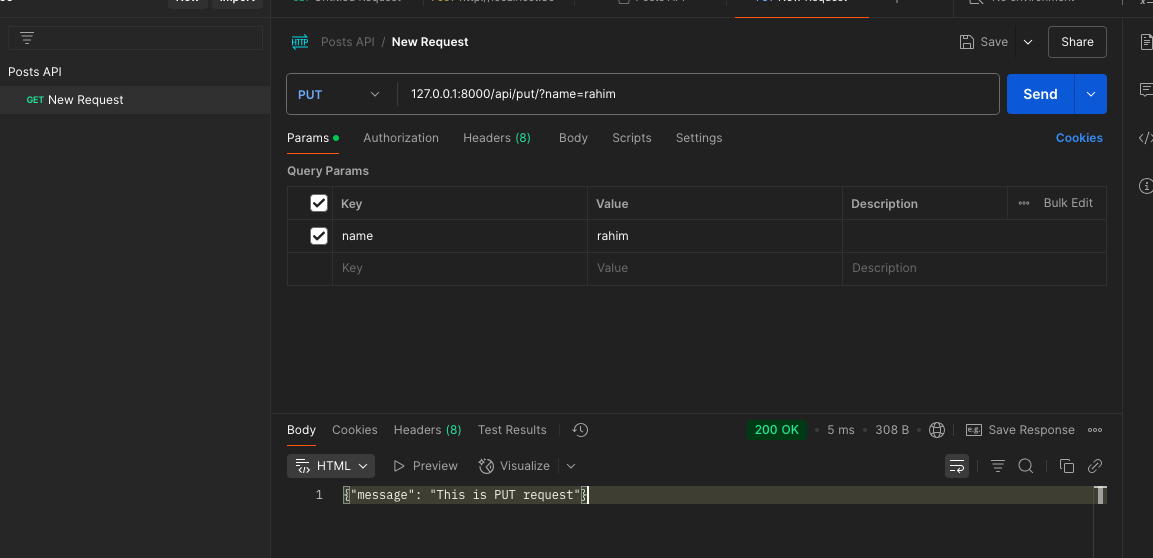 Posts API / New Request
Save
Share
Posts API
GET New Request
PUT
127.0.0.1:8000/api/put/?name=rahim
Send
Params
Authorization
Headers (8)
Body
Scripts
Settings
Cookies
Query Params
Key
Value
Description
Bulk Edit
name
rahim
Key
Value
Description
Body
Cookies
Headers (8)
Test Results
200 OK
5 ms
308 B
e.g.
Save Response
HTML
Preview
Visualize
1
{"message": "This is PUT request"}